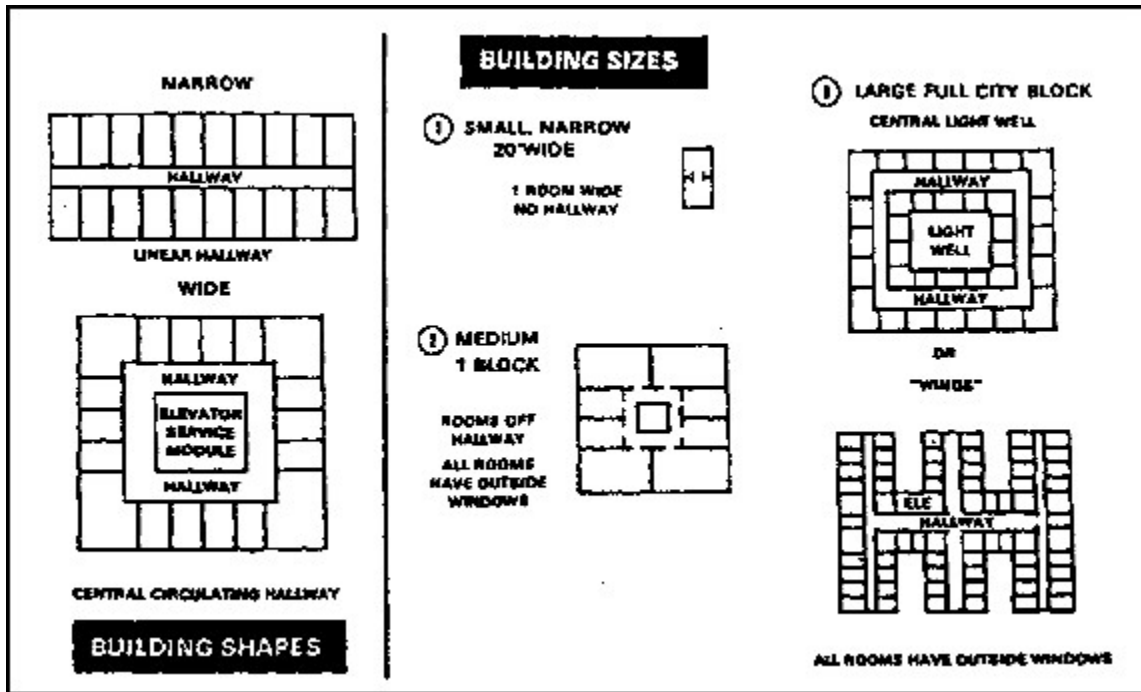 NARROW
HALLWAY
LINEAR HALLWAY
WIDE
HALLWAY
ELEVATOR
SERVICE
MODULE
HALLWAY
CENTRAL CIRCULATING HALLWAY
BUILDING SHAPES
BUILDING SIZES
1 SMALL, NARROW
20' WIDE
1 ROOM WIDE
NO HALLWAY
2 MEDIUM
1 BLOCK
ROOMS OFF
HALLWAY
ALL ROOMS
HAVE OUTSIDE
WINDOWS
3 LARGE FULL CITY BLOCK
CENTRAL LIGHT WELL
HALLWAY
LIGHT
WELL
HALLWAY
OR
"WINGS"
ELE
HALLWAY
ALL ROOMS HAVE OUTSIDE WINDOWS